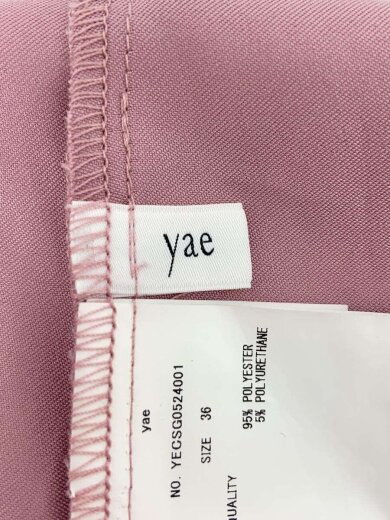 yae
yae
NO. YECSG0524001
SIZE 36
95% POLYESTER
5% POLYURETHANE
QUALITY